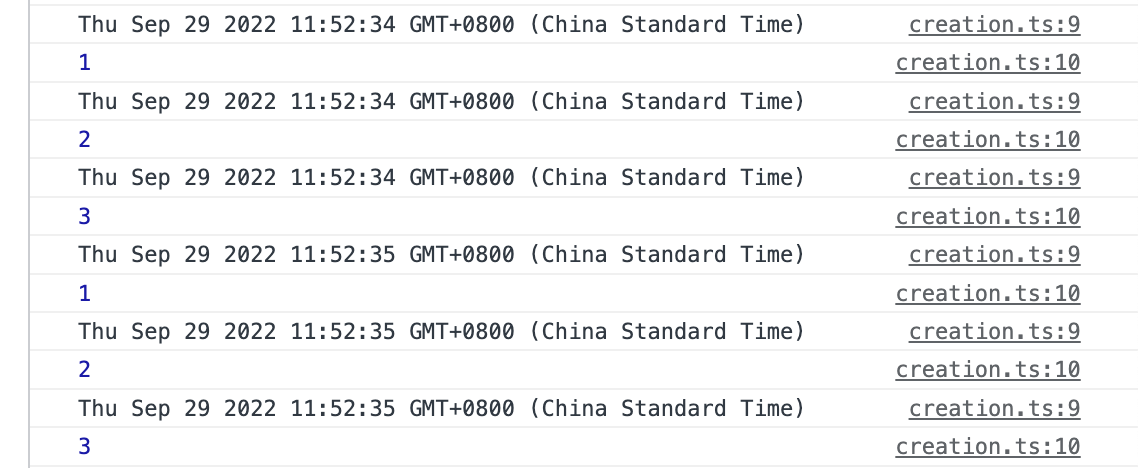 Thu Sep 29 2022 11:52:34 GMT+0800 (China Standard Time) creation.ts:9
1 creation.ts:10
Thu Sep 29 2022 11:52:34 GMT+0800 (China Standard Time) creation.ts:9
2 creation.ts:10
Thu Sep 29 2022 11:52:34 GMT+0800 (China Standard Time) creation.ts:9
3 creation.ts:10
Thu Sep 29 2022 11:52:35 GMT+0800 (China Standard Time) creation.ts:9
1 creation.ts:10
Thu Sep 29 2022 11:52:35 GMT+0800 (China Standard Time) creation.ts:9
2 creation.ts:10
Thu Sep 29 2022 11:52:35 GMT+0800 (China Standard Time) creation.ts:9
3 creation.ts:10